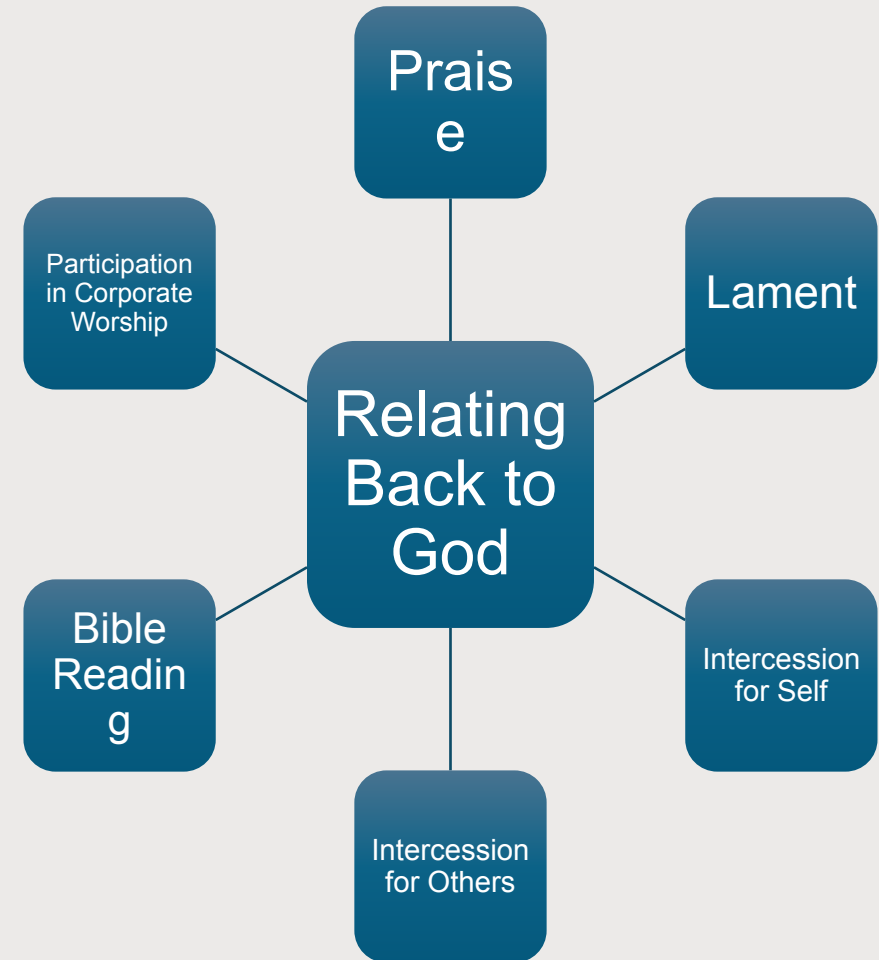 Prais
e
Participation
in Corporate
Worship
Lament
Relating
Back to
God
Bible
Readin
g
Intercession
for Self
Intercession
for Others